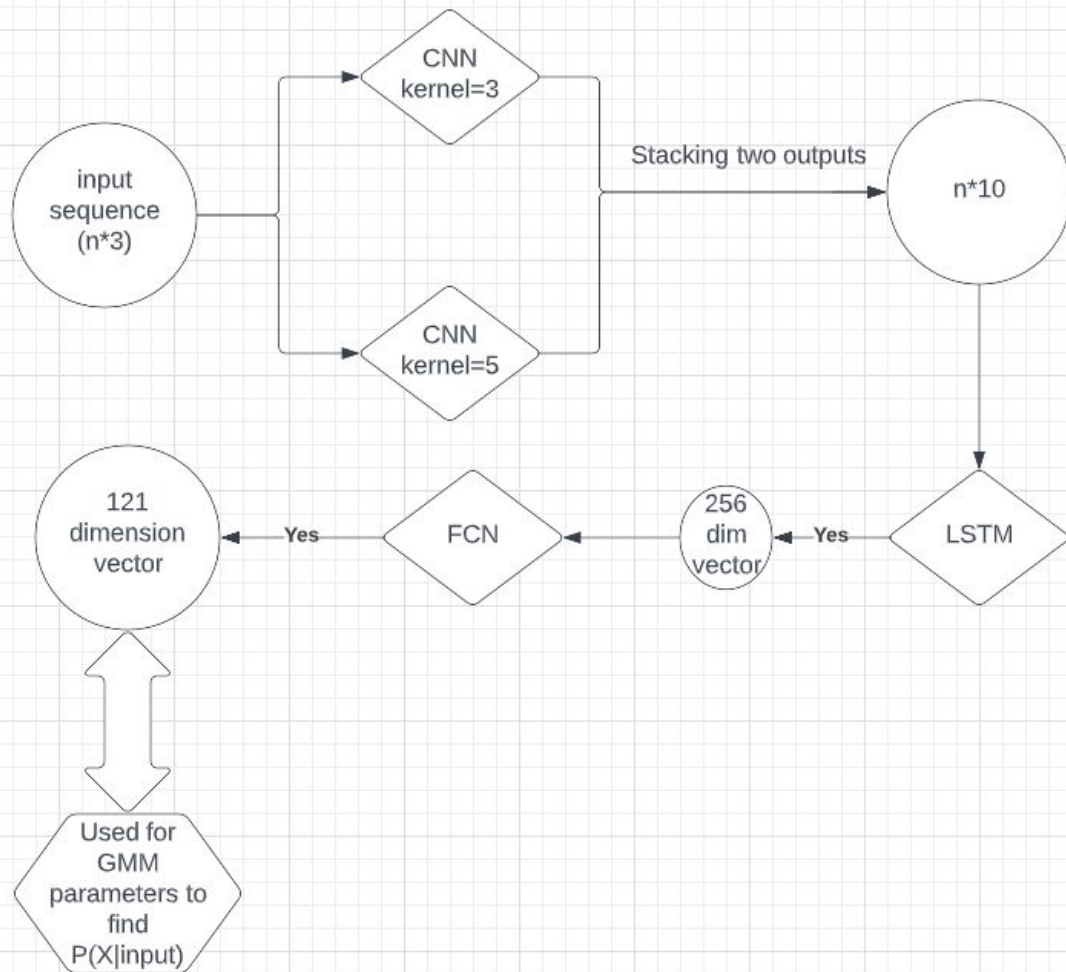 CNN
kernel=3
input
sequence
(n*3)
Stacking two outputs
n*10
CNN
kernel=5
121
dimension
vector
Yes
FCN
256
dim
vector
Yes
LSTM
Used for
GMM
parameters to
find
P(X|input)